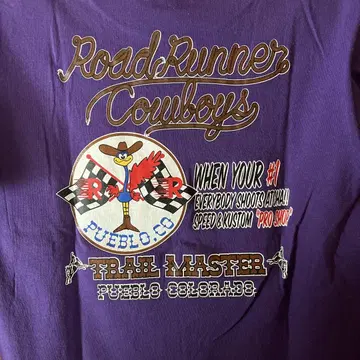 Road Runner
Cowboys
R R
PUEBLO.CO
WHEN YOUR #1
EVERYBODY SHOOTS AT YA!!
SPEED & KUSTOM "PRO SHOP"
TRAIL MASTER
PUEBLO COLORADO